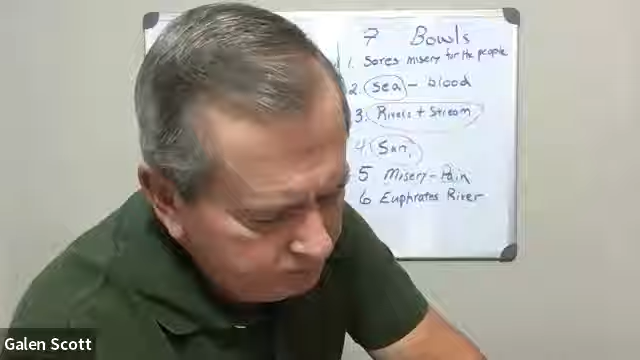 7 Bowls
1. Sores misery for the people
2. Sea - blood
3. Rivers + Stream
4. Sun,
5 Misery - Pain
6 Euphrates River
Galen Scott